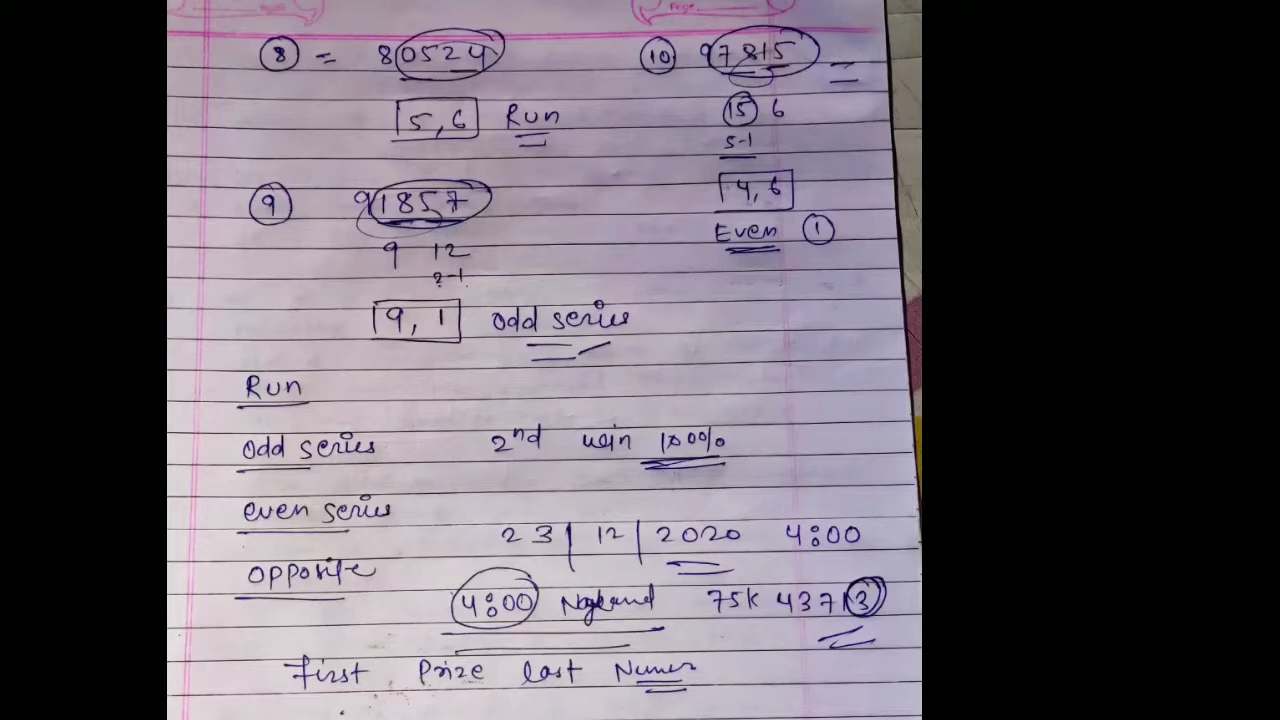 8 = 80524
5, 6 Run
9 91857
9 12
2-1
9, 1 odd series
10 97815 =
15 6
5-1
4, 6
Even 1
Run
odd series 2nd win 100%
even series
23 | 12 | 2020 4:00
opposite
4:00 75K 43713
First Prize last